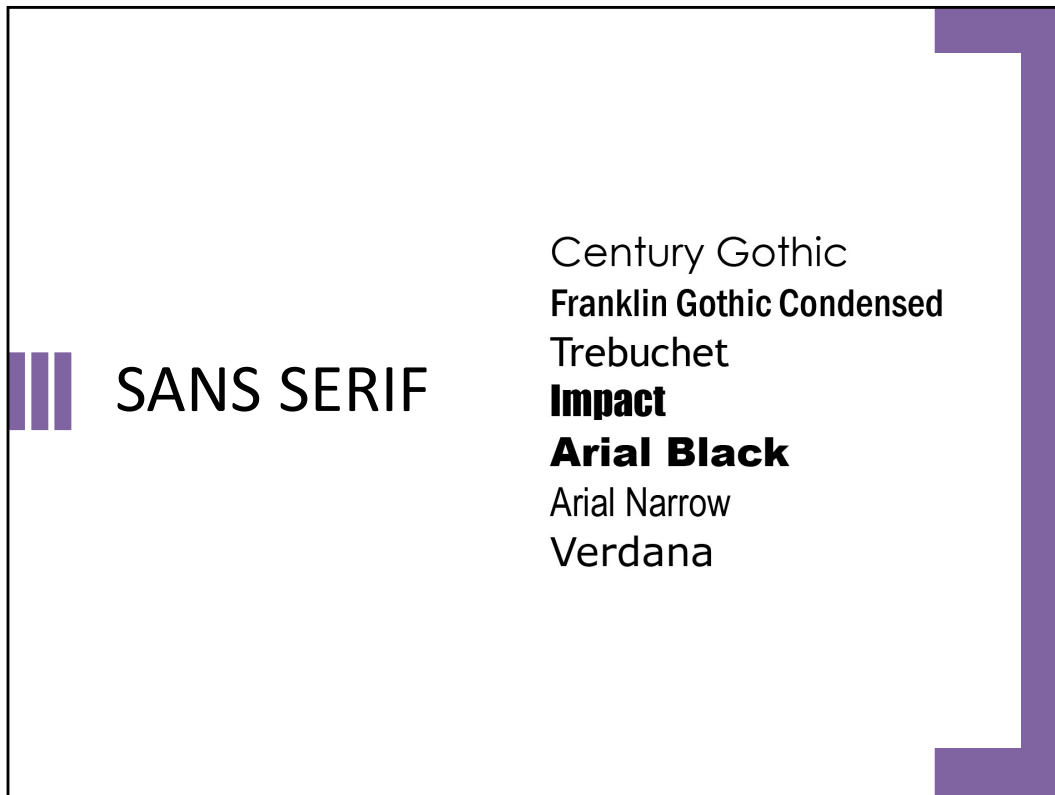 SANS SERIF
Century Gothic
Franklin Gothic Condensed
Trebuchet
Impact
Arial Black
Arial Narrow
Verdana